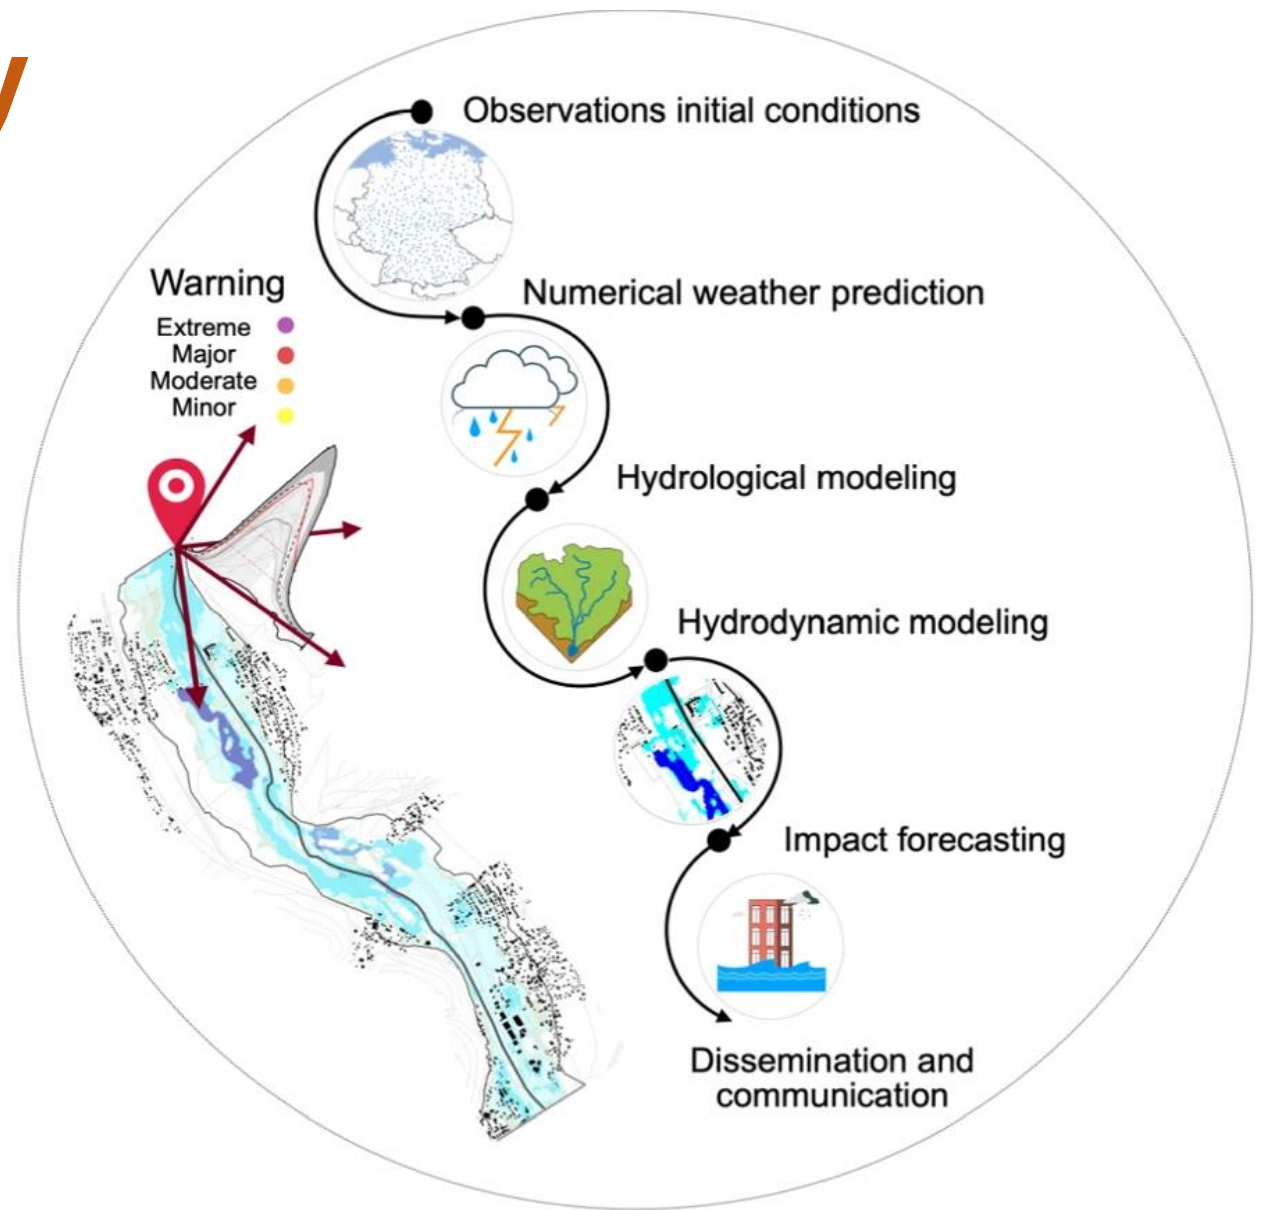 y
Observations initial conditions
Numerical weather prediction
Warning
Extreme
Major
Moderate
Minor
Hydrological modeling
Hydrodynamic modeling
Impact forecasting
Dissemination and
communication